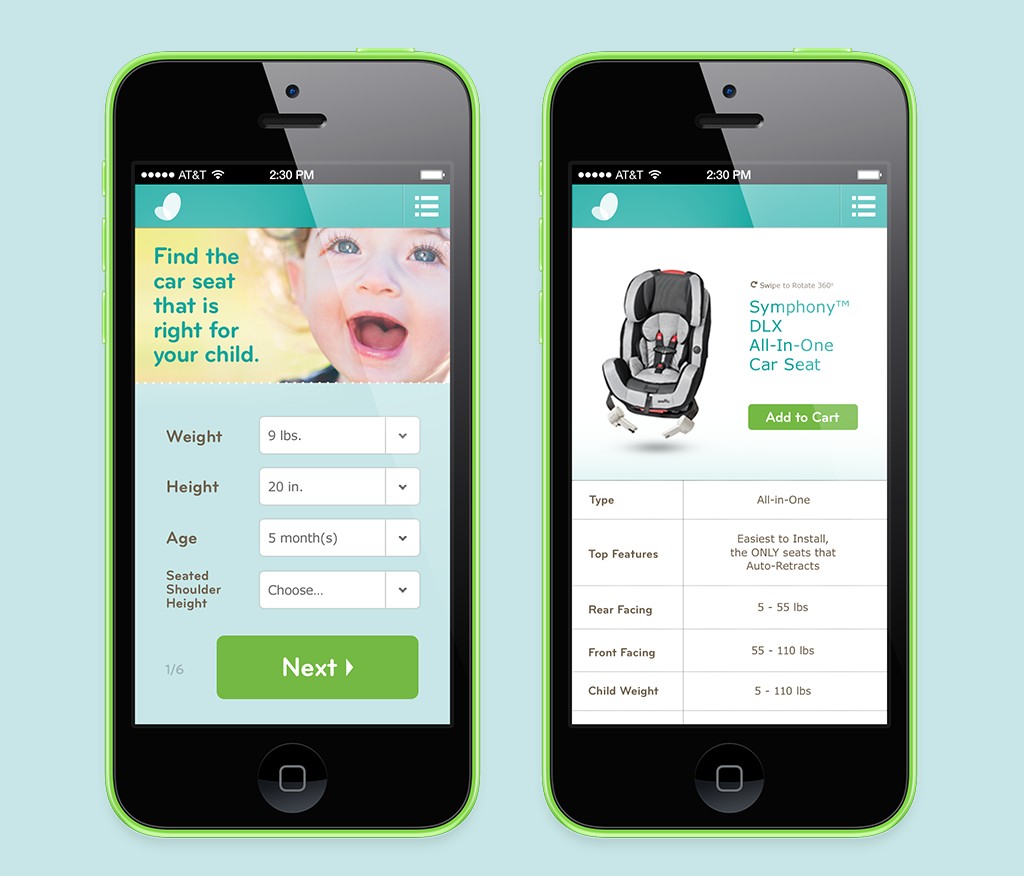 AT&T 2:30 PM
Find the
car seat
that is
right for
your child.
Weight 9 lbs.
Height 20 in.
Age 5 month(s)
Seated
Shoulder
Height
Choose...
1/6 Next
AT&T 2:30 PM
Swipe to Rotate 360°
Symphony™
DLX
All-In-One
Car Seat
Add to Cart
Type All-in-One
Top Features
Easiest to Install,
the ONLY seats that
Auto-Retracts
Rear Facing 5 - 55 lbs
Front Facing 55 - 110 lbs
Child Weight 5 - 110 lbs